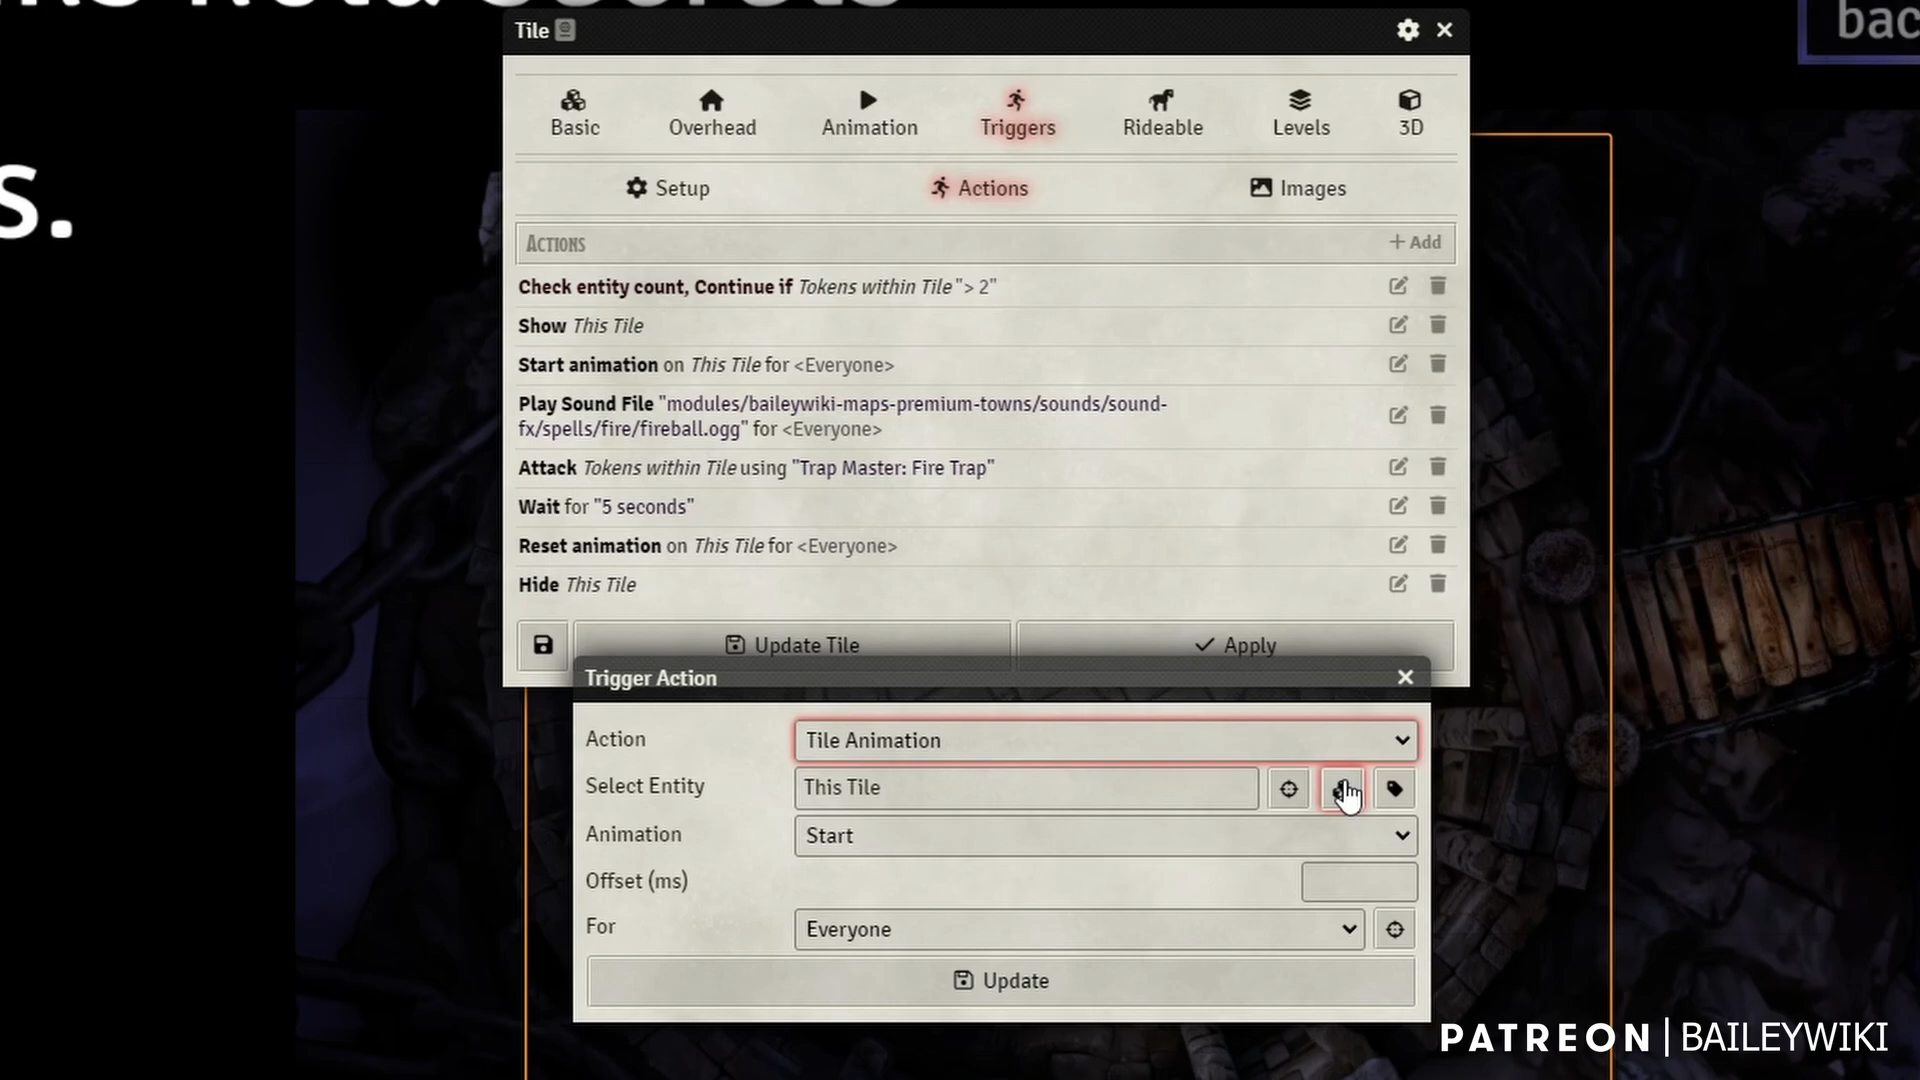 bac
s.
Tile
Basic
Overhead
Animation
Triggers
Rideable
Levels
3D
Setup
Actions
Images
ACTIONS
+ Add
Check entity count, Continue if Tokens within Tile "> 2"
Show This Tile
Start animation on This Tile for <Everyone>
Play Sound File "modules/baileywiki-maps-premium-towns/sounds/sound-
fx/spells/fire/fireball.ogg" for <Everyone>
Attack Tokens within Tile using "Trap Master: Fire Trap"
Wait for "5 seconds"
Reset animation on This Tile for <Everyone>
Hide This Tile
Update Tile
Apply
Trigger Action
Action
Tile Animation
Select Entity
This Tile
Animation
Start
Offset (ms)
For
Everyone
Update
PATREON | BAILEYWIKI